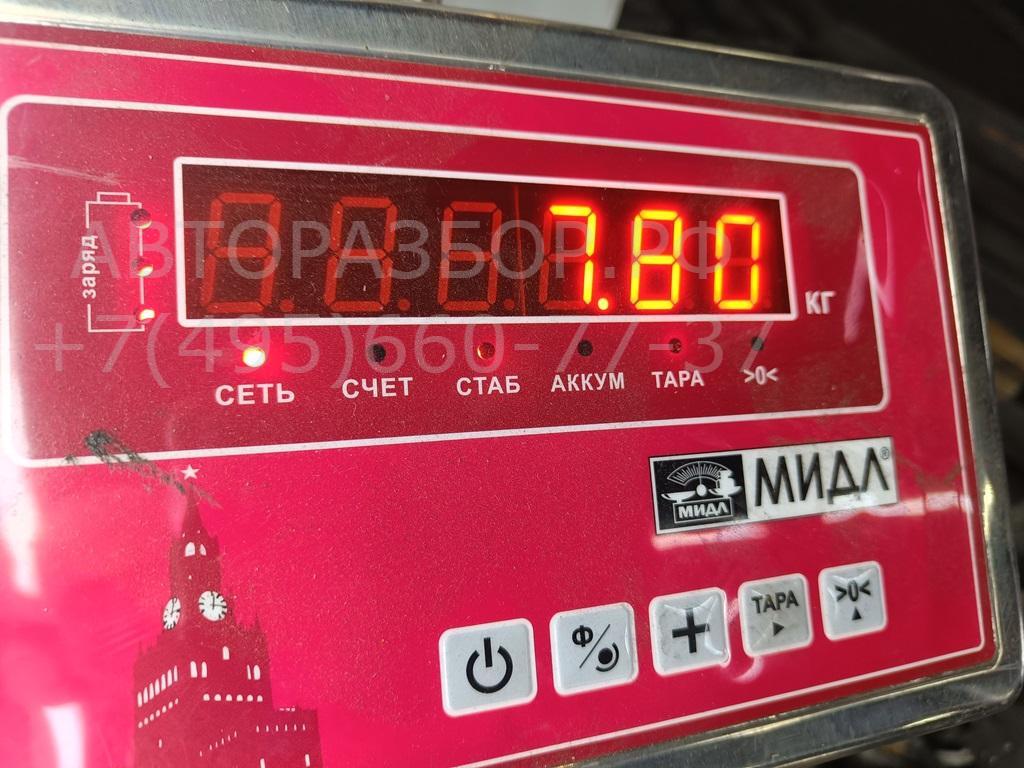 заряд
7.80
КГ
АВТОРАЗБОР.РФ
+7(495)660-77-37
СЕТЬ СЧЕТ СТАБ АККУМ ТАРА >0<
МИДЛ МИДЛ®
Ф ТАРА >0<